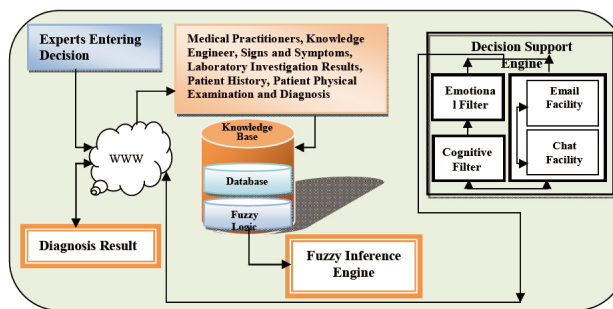 Experts Entering
Decision
Medical Practitioners, Knowledge
Engineer, Signs and Symptoms,
Laboratory Investigation Results,
Patient History, Patient Physical
Examination and Diagnosis
Decision Support
Engine
Emotiona
l Filter
Email
Facility
Cognitive
Filter
Chat
Facility
WWW
Knowledge
Base
Database
Fuzzy
Logic
Diagnosis Result
Fuzzy Inference
Engine